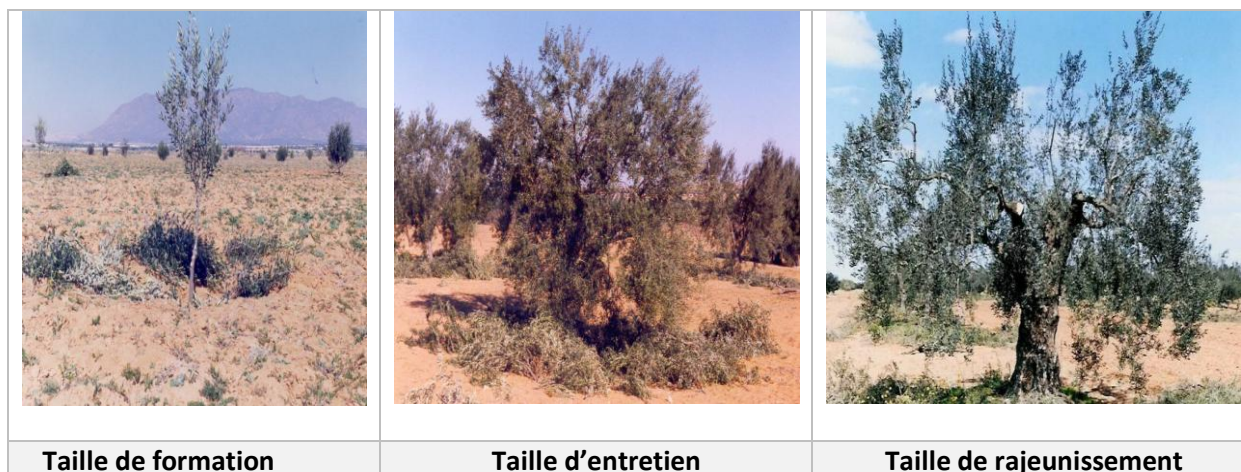 Taille de formation
Taille d’entretien
Taille de rajeunissement